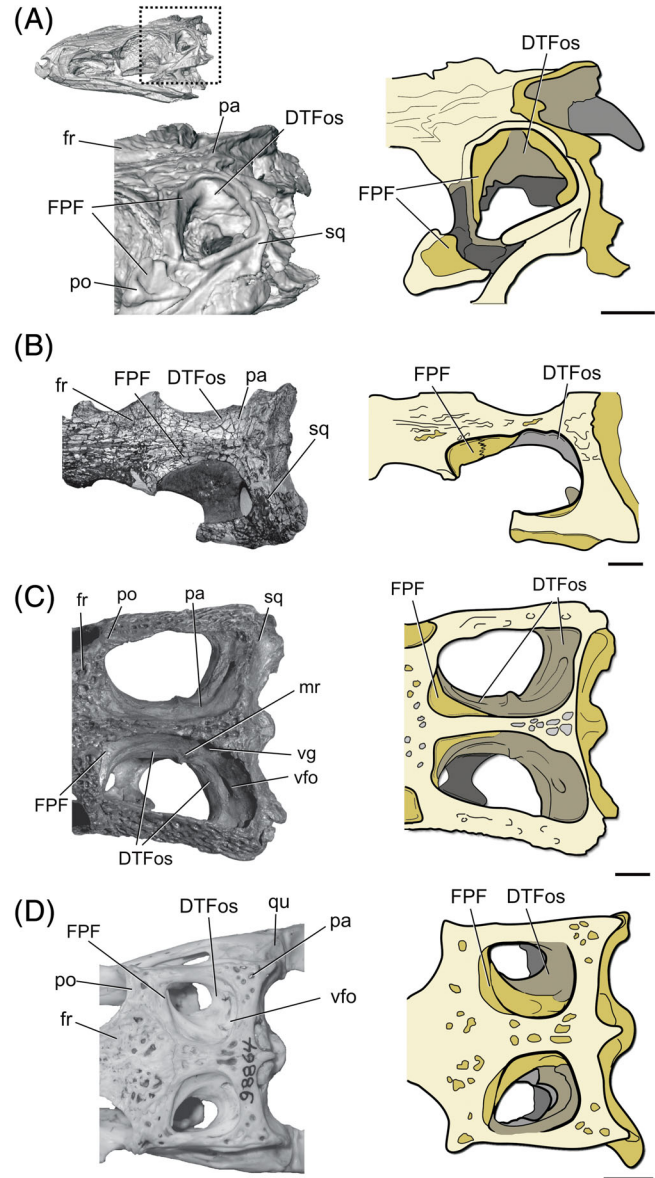 (A)
DTFos
pa
DTFos
fr
FPF
FPF
sq
po
(B)
FPF
DTFos
pa
fr
sq
FPF
DTFos
(C)
fr
po
pa
sq
FPF
DTFos
mr
vg
vfo
FPF
DTFos
(D)
DTFos
qu
FPF
pa
po
vfo
fr
98864
FPF
DTFos